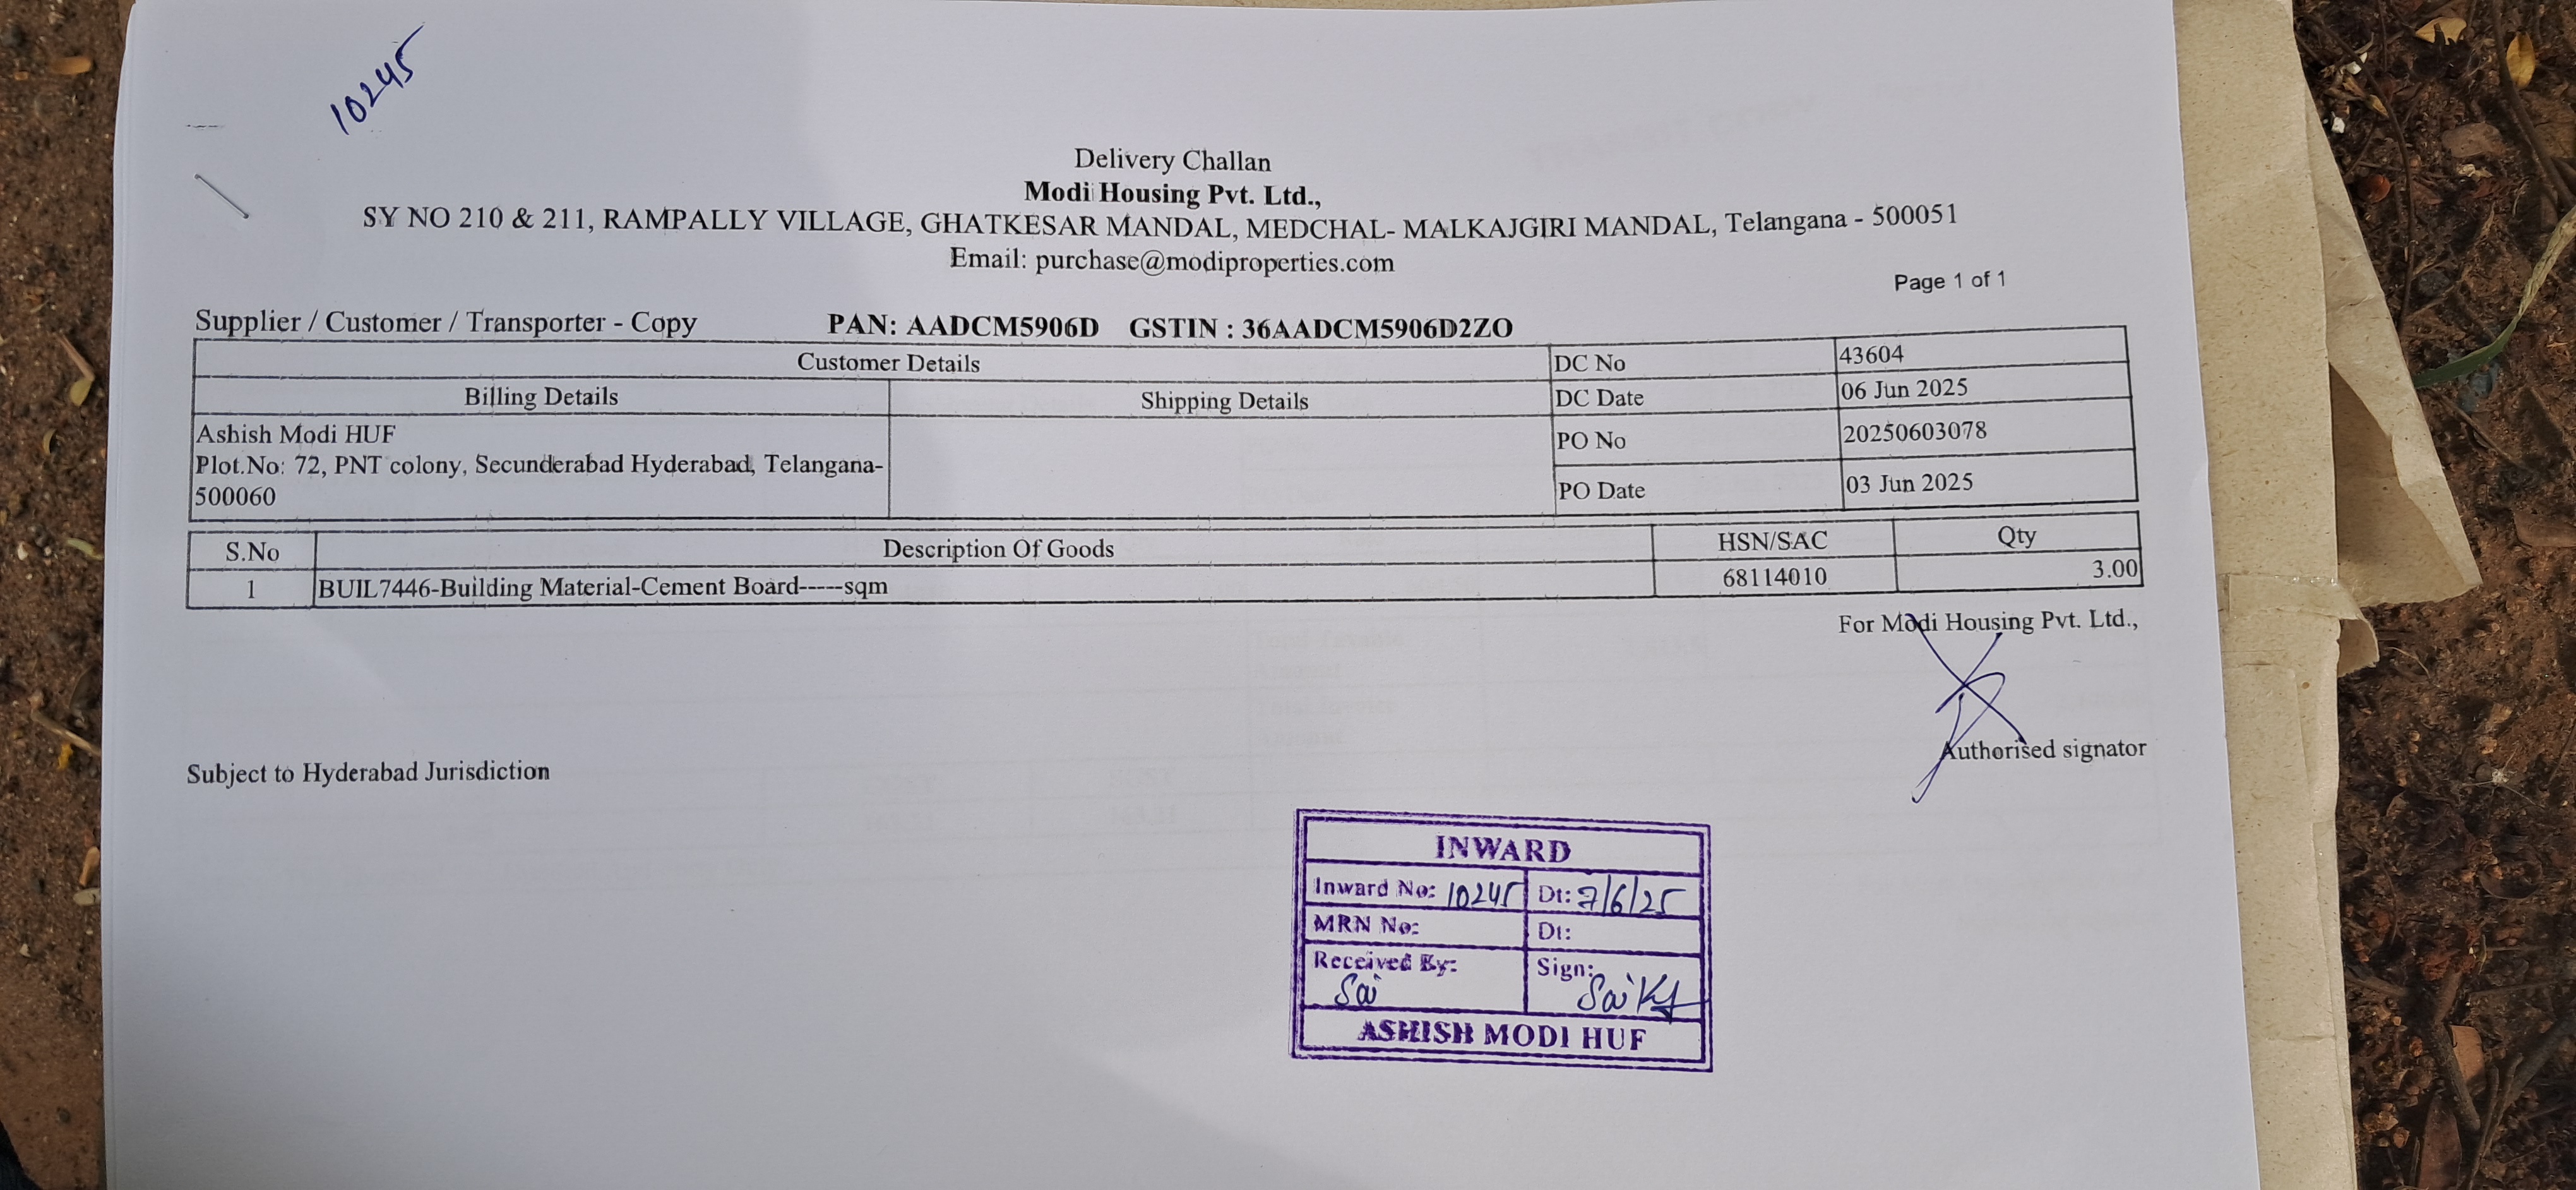 10245
Delivery Challan
Modi Housing Pvt. Ltd.,
SY NO 210 & 211, RAMPALLY VILLAGE, GHATKESAR MANDAL, MEDCHAL- MALKAJGIRI MANDAL, Telangana - 500051
Email: purchase@modiproperties.com
Page 1 of 1
Supplier / Customer / Transporter - Copy PAN: AADCM5906D GSTIN : 36AADCM5906D2ZO
Customer Details DC No 43604
Billing Details Shipping Details DC Date 06 Jun 2025
Ashish Modi HUF
Plot.No: 72, PNT colony, Secunderabad Hyderabad, Telangana-
500060
PO No 20250603078
PO Date 03 Jun 2025
S.No Description Of Goods HSN/SAC Qty
1 BUIL7446-Building Material-Cement Board-----sqm 68114010 3.00
For Modi Housing Pvt. Ltd.,
Authorised signator
Subject to Hyderabad Jurisdiction
INWARD
Inward No: 10245 Dt: 7/6/25
MRN No: Dt:
Received By: Sign:
Sai
ASHISH MODI HUF